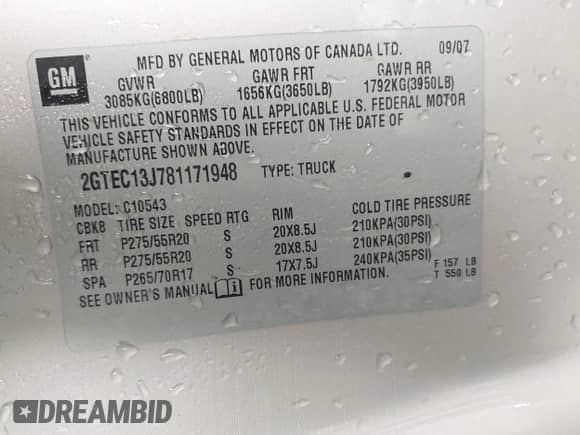 GM
MFD BY GENERAL MOTORS OF CANADA LTD. 09/07
GVWR GAWR FRT GAWR RR
3085KG(6800LB) 1656KG(3650LB) 1792KG(3950LB)
THIS VEHICLE CONFORMS TO ALL APPLICABLE U.S. FEDERAL MOTOR
VEHICLE SAFETY STANDARDS IN EFFECT ON THE DATE OF
MANUFACTURE SHOWN ABOVE.
2GTEC13J781171948 TYPE: TRUCK
MODEL: C10543
CBK8 TIRE SIZE SPEED RTG RIM COLD TIRE PRESSURE
FRT P275/55R20 S 20X8.5J 210KPA(30PSI)
RR P275/55R20 S 20X8.5J 210KPA(30PSI)
SPA P265/70R17 S 17X7.5J 240KPA(35PSI) F 157 LB
SEE OWNER'S MANUAL FOR MORE INFORMATION. T 550 LB
DREAMBID